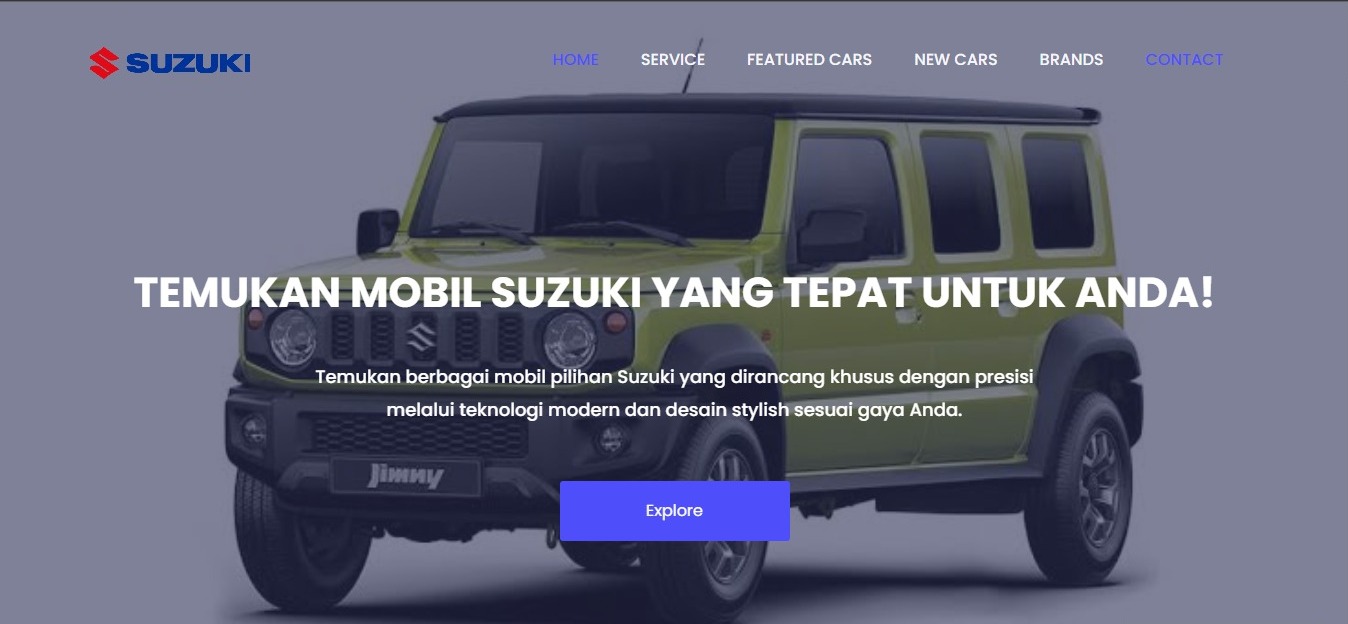 SUZUKI
HOME SERVICE FEATURED CARS NEW CARS BRANDS CONTACT
TEMUKAN MOBIL SUZUKI YANG TEPAT UNTUK ANDA!
Temukan berbagai mobil pilihan Suzuki yang dirancang khusus dengan presisi
melalui teknologi modern dan desain stylish sesuai gaya Anda.
Jimny
Explore